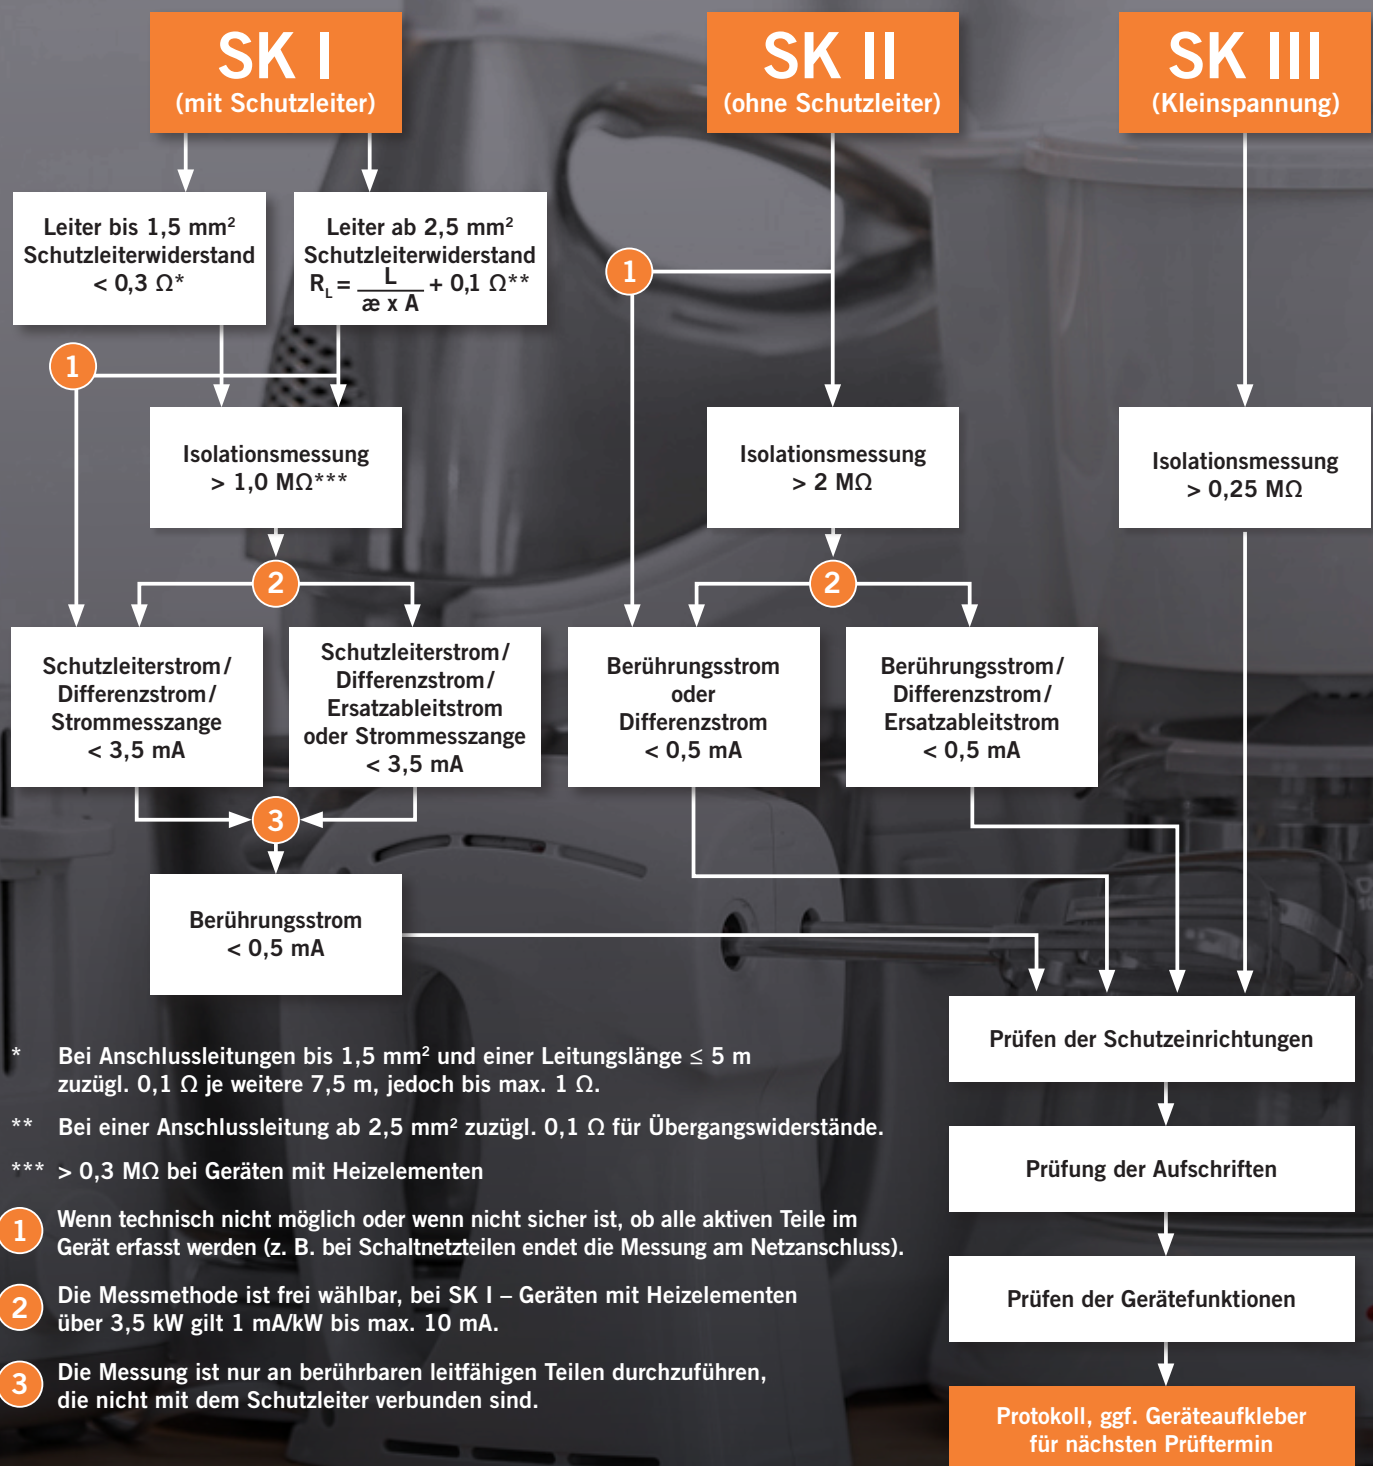 SK I
(mit Schutzleiter)
SK II
(ohne Schutzleiter)
SK III
(Kleinspannung)
Leiter bis 1,5 mm²
Schutzleiterwiderstand
< 0,3 Ω*
Leiter ab 2,5 mm²
Schutzleiterwiderstand
R_L = L / (æ x A) + 0,1 Ω**
1
1
Isolationsmessung
> 1,0 MΩ***
Isolationsmessung
> 2 MΩ
Isolationsmessung
> 0,25 MΩ
2
2
Schutzleiterstrom/
Differenzstrom/
Strommesszange
< 3,5 mA
Schutzleiterstrom/
Differenzstrom/
Ersatzableitstrom
oder Strommesszange
< 3,5 mA
Berührungsstrom
oder
Differenzstrom
< 0,5 mA
Berührungsstrom/
Differenzstrom/
Ersatzableitstrom
< 0,5 mA
3
Berührungsstrom
< 0,5 mA
Prüfen der Schutzeinrichtungen
Prüfung der Aufschriften
Prüfen der Gerätefunktionen
Protokoll, ggf. Geräteaufkleber
für nächsten Prüftermin
* Bei Anschlussleitungen bis 1,5 mm² und einer Leitungslänge ≤ 5 m
zuzügl. 0,1 Ω je weitere 7,5 m, jedoch bis max. 1 Ω.
** Bei einer Anschlussleitung ab 2,5 mm² zuzügl. 0,1 Ω für Übergangswiderstände.
*** > 0,3 MΩ bei Geräten mit Heizelementen
1 Wenn technisch nicht möglich oder wenn nicht sicher ist, ob alle aktiven Teile im
Gerät erfasst werden (z. B. bei Schaltnetzteilen endet die Messung am Netzanschluss).
2 Die Messmethode ist frei wählbar, bei SK I – Geräten mit Heizelementen
über 3,5 kW gilt 1 mA/kW bis max. 10 mA.
3 Die Messung ist nur an berührbaren leitfähigen Teilen durchzuführen,
die nicht mit dem Schutzleiter verbunden sind.